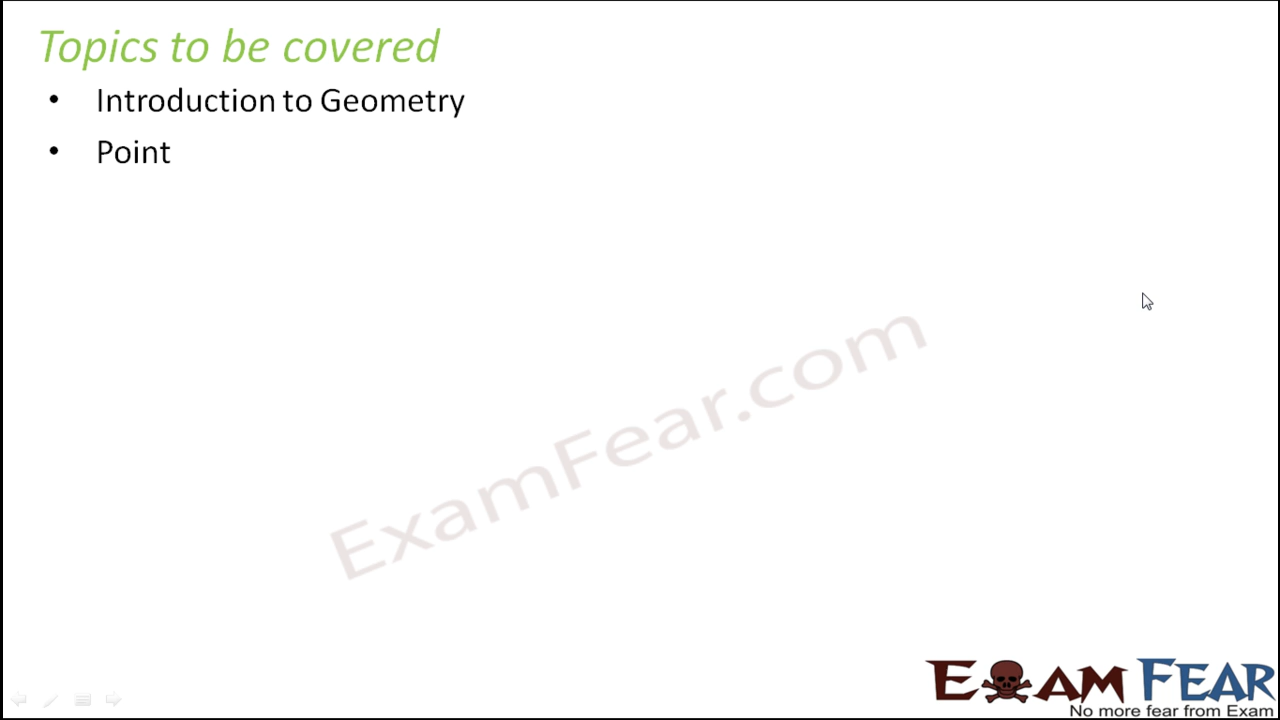 Topics to be covered
• Introduction to Geometry
• Point
ExamFear.com
EXAM FEAR
No more fear from Exam